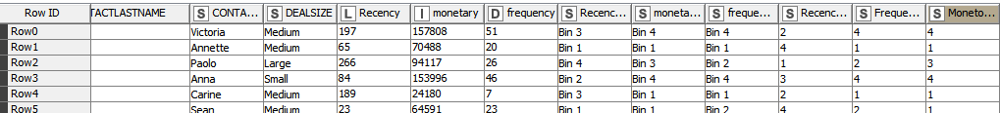 Row ID TACTLASTNAME S CONTA... S DEALSIZE L Recency I monetary D frequency S Recenc... S moneta... S freque... S Recenc... S Freque... S Moneto...
Row0 Victoria Medium 197 157808 51 Bin 3 Bin 4 Bin 4 2 4 4
Row1 Annette Medium 65 70488 20 Bin 2 Bin 1 Bin 1 4 1 1
Row2 Paolo Large 266 94117 26 Bin 4 Bin 3 Bin 2 1 2 3
Row3 Anna Small 84 153996 46 Bin 2 Bin 4 Bin 4 3 4 4
Row4 Carine Medium 189 24180 7 Bin 3 Bin 1 Bin 1 2 1 1
Row5 Sean Medium 23 64591 23 Bin 1 Bin 1 Bin 2 4 2 1